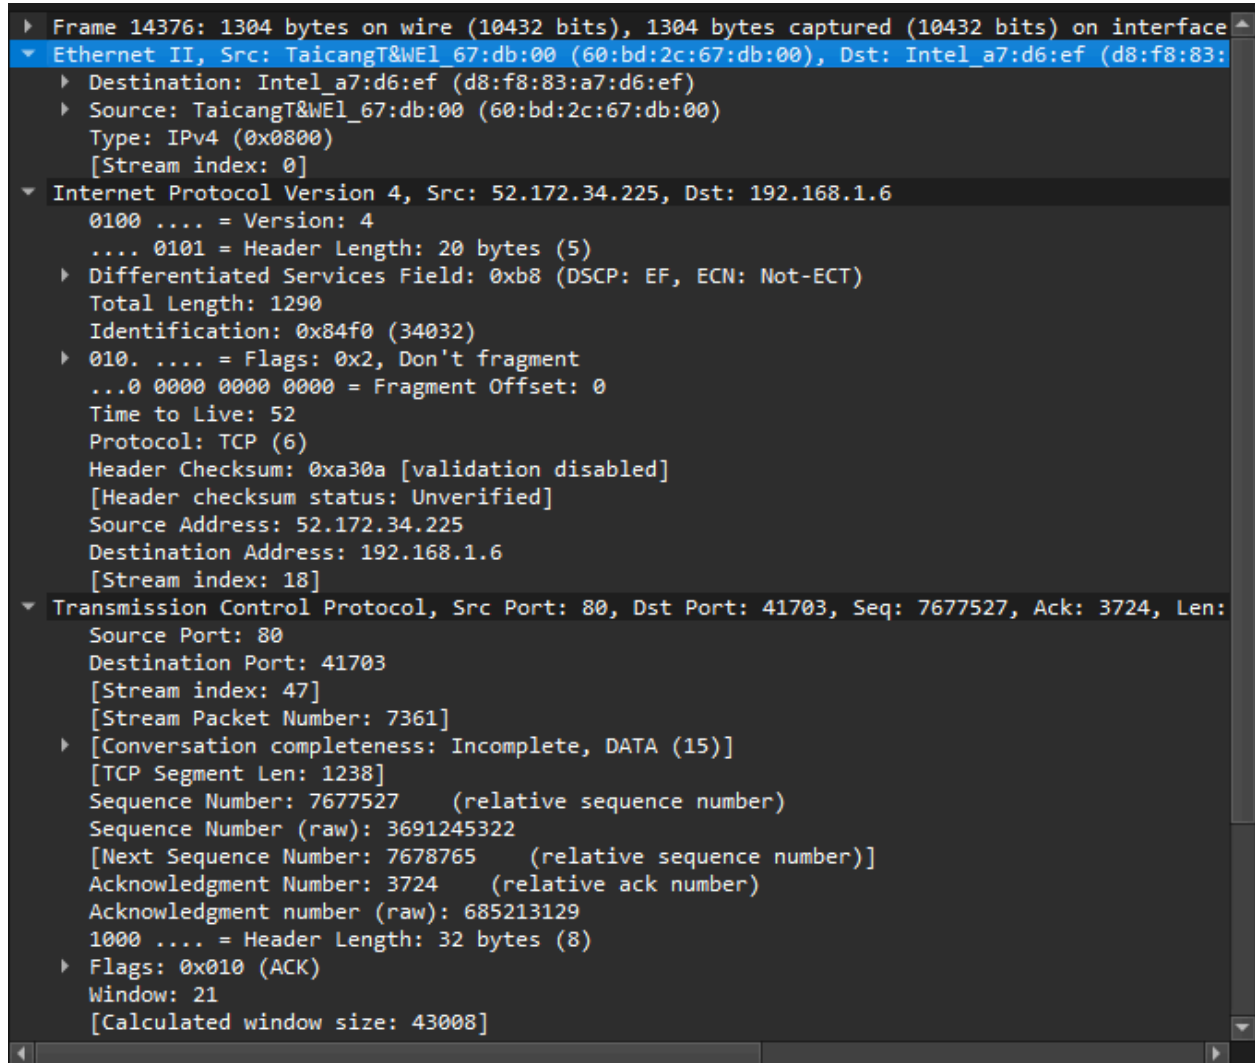 Frame 14376: 1304 bytes on wire (10432 bits), 1304 bytes captured (10432 bits) on interface
Ethernet II, Src: TaicangT&WEl_67:db:00 (60:bd:2c:67:db:00), Dst: Intel_a7:d6:ef (d8:f8:83:
Destination: Intel_a7:d6:ef (d8:f8:83:a7:d6:ef)
Source: TaicangT&WEl_67:db:00 (60:bd:2c:67:db:00)
Type: IPv4 (0x0800)
[Stream index: 0]
Internet Protocol Version 4, Src: 52.172.34.225, Dst: 192.168.1.6
0100 .... = Version: 4
.... 0101 = Header Length: 20 bytes (5)
Differentiated Services Field: 0xb8 (DSCP: EF, ECN: Not-ECT)
Total Length: 1290
Identification: 0x84f0 (34032)
010. .... = Flags: 0x2, Don't fragment
...0 0000 0000 0000 = Fragment Offset: 0
Time to Live: 52
Protocol: TCP (6)
Header Checksum: 0xa30a [validation disabled]
[Header checksum status: Unverified]
Source Address: 52.172.34.225
Destination Address: 192.168.1.6
[Stream index: 18]
Transmission Control Protocol, Src Port: 80, Dst Port: 41703, Seq: 7677527, Ack: 3724, Len:
Source Port: 80
Destination Port: 41703
[Stream index: 47]
[Stream Packet Number: 7361]
[Conversation completeness: Incomplete, DATA (15)]
[TCP Segment Len: 1238]
Sequence Number: 7677527    (relative sequence number)
Sequence Number (raw): 3691245322
[Next Sequence Number: 7678765    (relative sequence number)]
Acknowledgment Number: 3724    (relative ack number)
Acknowledgment number (raw): 685213129
1000 .... = Header Length: 32 bytes (8)
Flags: 0x010 (ACK)
Window: 21
[Calculated window size: 43008]